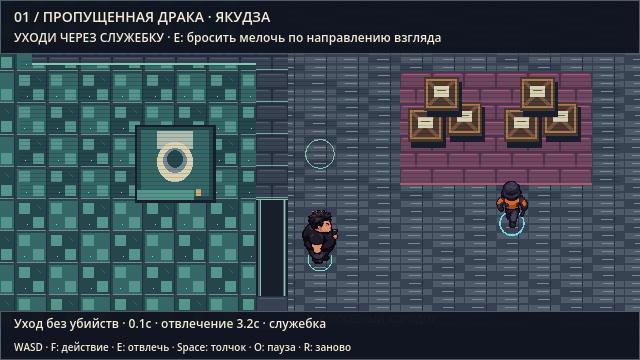 01 / ПРОПУЩЕННАЯ ДРАКА · ЯКУДЗА
УХОДИ ЧЕРЕЗ СЛУЖЕБКУ · E: бросить мелочь по направлению взгляда
Уход без убийств · 0.1с · отвлечение 3.2с · служебка
WASD · F: действие · E: отвлечь · Space: толчок · O: пауза · R: заново